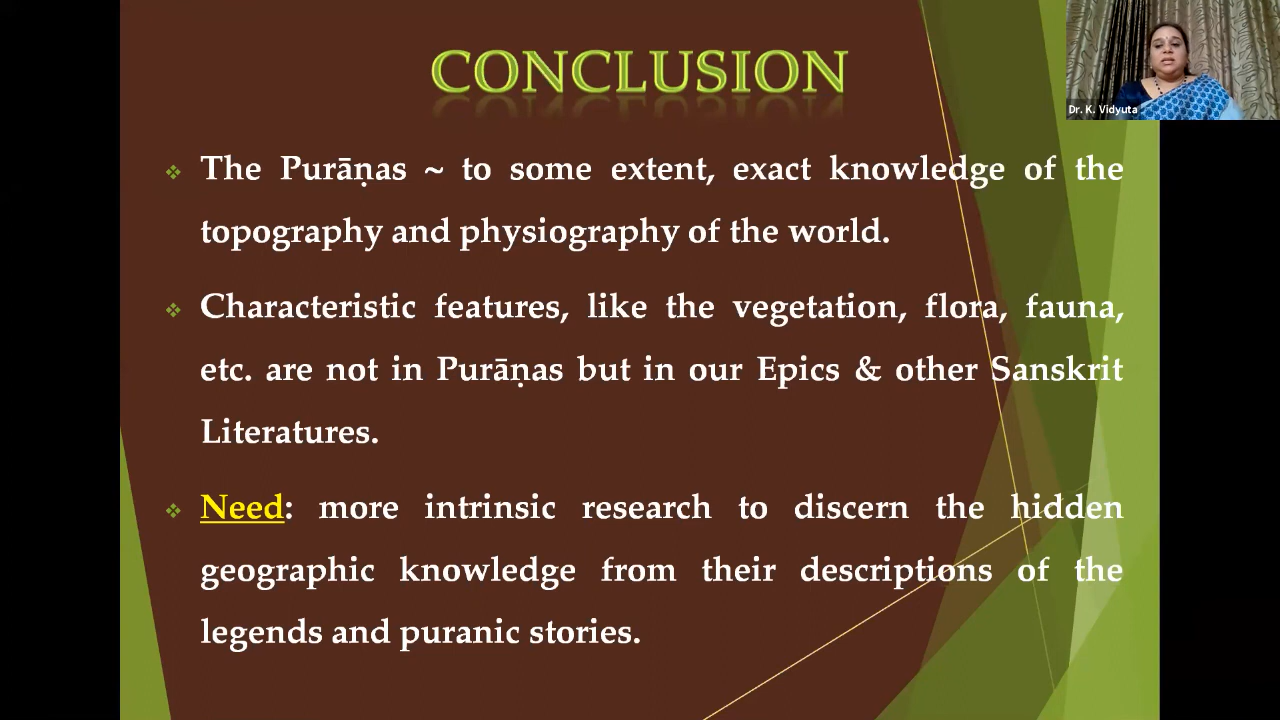 CONCLUSION
Dr. K. Vidyuta
❖ The Purāṇas ~ to some extent, exact knowledge of the
topography and physiography of the world.
❖ Characteristic features, like the vegetation, flora, fauna,
etc. are not in Purāṇas but in our Epics & other Sanskrit
Literatures.
❖ Need: more intrinsic research to discern the hidden
geographic knowledge from their descriptions of the
legends and puranic stories.